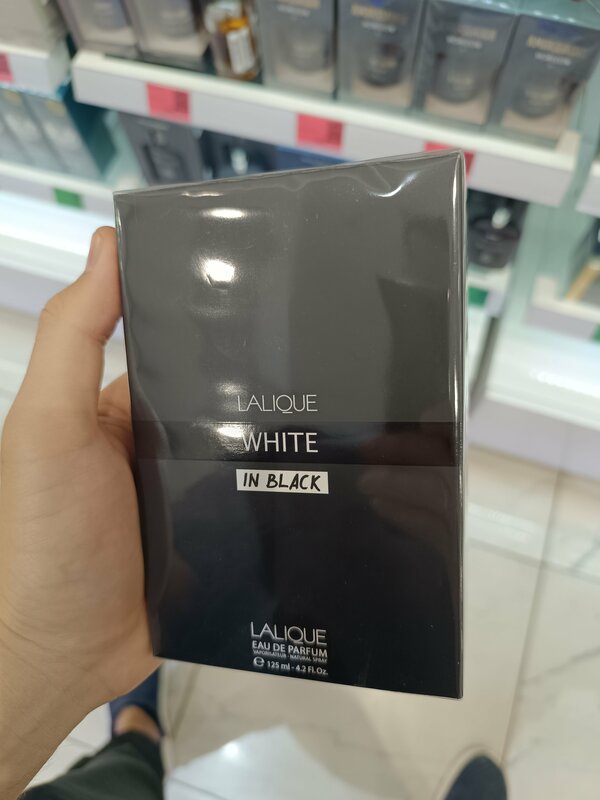 LALIQUE
WHITE
IN BLACK
LALIQUE
EAU DE PARFUM
VAPORISATEUR · NATURAL SPRAY
e 125 ml - 4.2 Fl. Oz.